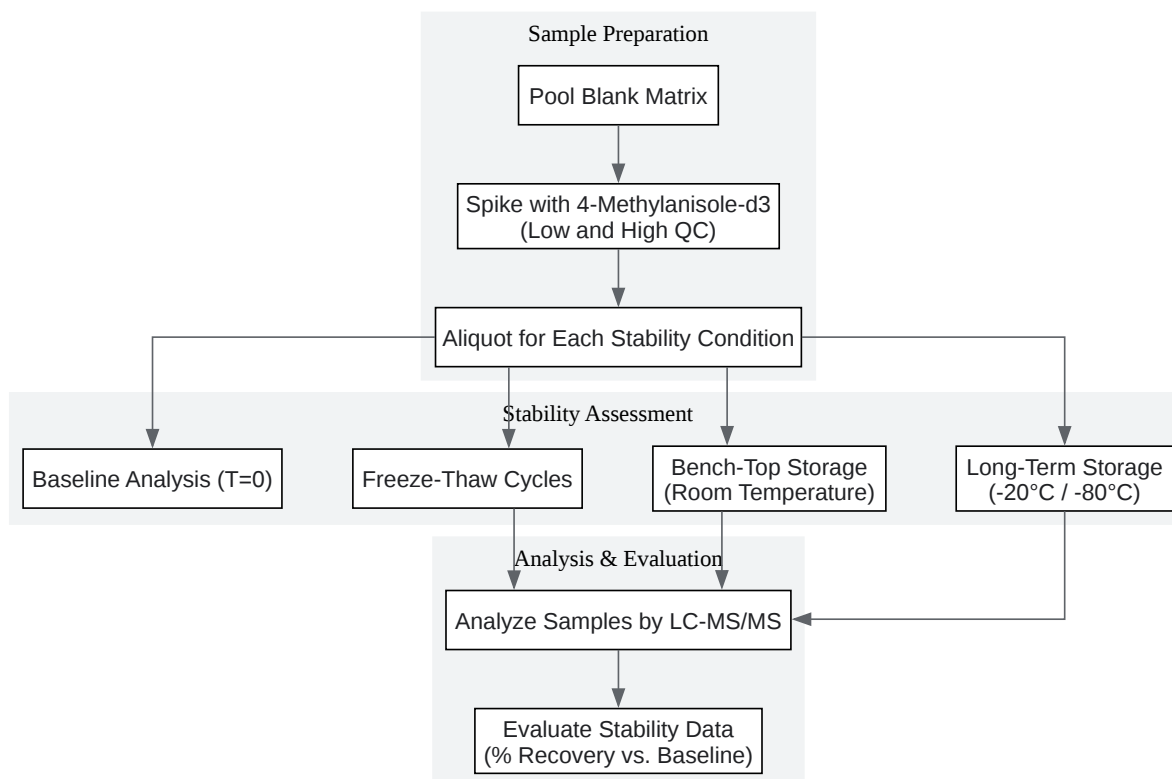 Sample Preparation
Pool Blank Matrix
Spike with 4-Methylanisole-d3
(Low and High QC)
Aliquot for Each Stability Condition
Stability Assessment
Baseline Analysis (T=0)
Freeze-Thaw Cycles
Bench-Top Storage
(Room Temperature)
Long-Term Storage
(-20°C / -80°C)
Analysis & Evaluation
Analyze Samples by LC-MS/MS
Evaluate Stability Data
(% Recovery vs. Baseline)